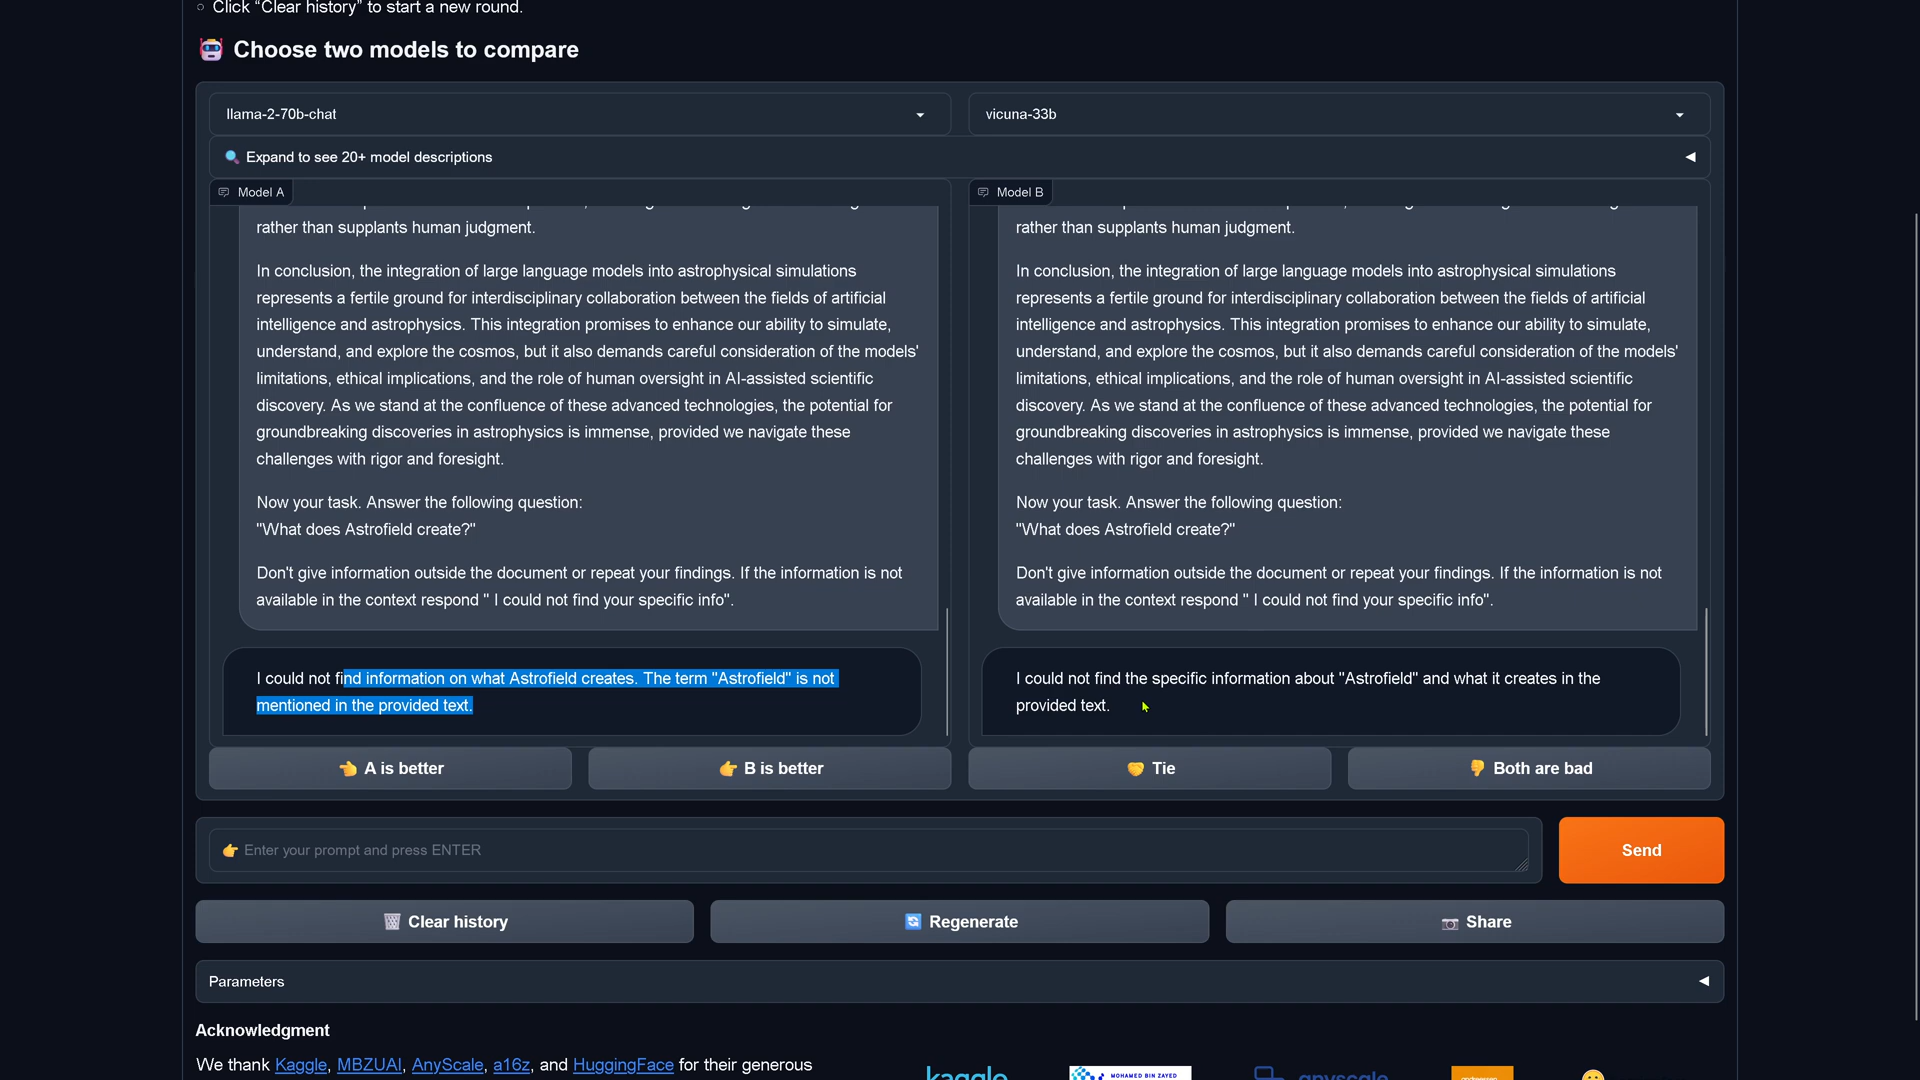 Click “Clear history” to start a new round.
Choose two models to compare
llama-2-70b-chat
vicuna-33b
Expand to see 20+ model descriptions
Model A
rather than supplants human judgment.
In conclusion, the integration of large language models into astrophysical simulations
represents a fertile ground for interdisciplinary collaboration between the fields of artificial
intelligence and astrophysics. This integration promises to enhance our ability to simulate,
understand, and explore the cosmos, but it also demands careful consideration of the models'
limitations, ethical implications, and the role of human oversight in AI-assisted scientific
discovery. As we stand at the confluence of these advanced technologies, the potential for
groundbreaking discoveries in astrophysics is immense, provided we navigate these
challenges with rigor and foresight.
Now your task. Answer the following question:
"What does Astrofield create?"
Don't give information outside the document or repeat your findings. If the information is not
available in the context respond " I could not find your specific info".
I could not find information on what Astrofield creates. The term "Astrofield" is not
mentioned in the provided text.
Model B
rather than supplants human judgment.
In conclusion, the integration of large language models into astrophysical simulations
represents a fertile ground for interdisciplinary collaboration between the fields of artificial
intelligence and astrophysics. This integration promises to enhance our ability to simulate,
understand, and explore the cosmos, but it also demands careful consideration of the models'
limitations, ethical implications, and the role of human oversight in AI-assisted scientific
discovery. As we stand at the confluence of these advanced technologies, the potential for
groundbreaking discoveries in astrophysics is immense, provided we navigate these
challenges with rigor and foresight.
Now your task. Answer the following question:
"What does Astrofield create?"
Don't give information outside the document or repeat your findings. If the information is not
available in the context respond " I could not find your specific info".
I could not find the specific information about "Astrofield" and what it creates in the
provided text.
A is better
B is better
Tie
Both are bad
Enter your prompt and press ENTER
Send
Clear history
Regenerate
Share
Parameters
Acknowledgment
We thank Kaggle, MBZUAI, AnyScale, a16z, and HuggingFace for their generous
kaggle
MOHAMED BIN ZAYED
anyscale